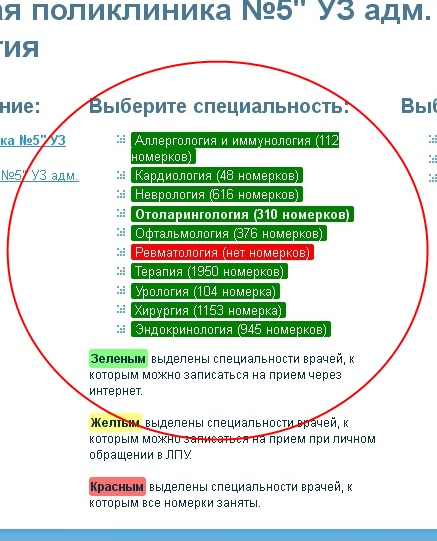 ая поликлиника №5" УЗ адм.
гия
ние:
Выберите специальность:
Выб
ка №5" УЗ
№5" УЗ адм.
Аллергология и иммунология (112
номерков)
Кардиология (48 номерков)
Неврология (616 номерков)
Отоларингология (310 номерков)
Офтальмология (376 номерков)
Ревматология (нет номерков)
Терапия (1950 номерков)
Урология (104 номерка)
Хирургия (1153 номерка)
Эндокринология (945 номерков)
Зеленым выделены специальности врачей, к
которым можно записаться на прием через
интернет.
Желтым выделены специальности врачей, к
которым можно записаться на прием при личном
обращении в ЛПУ.
Красным выделены специальности врачей, к
которым все номерки заняты.